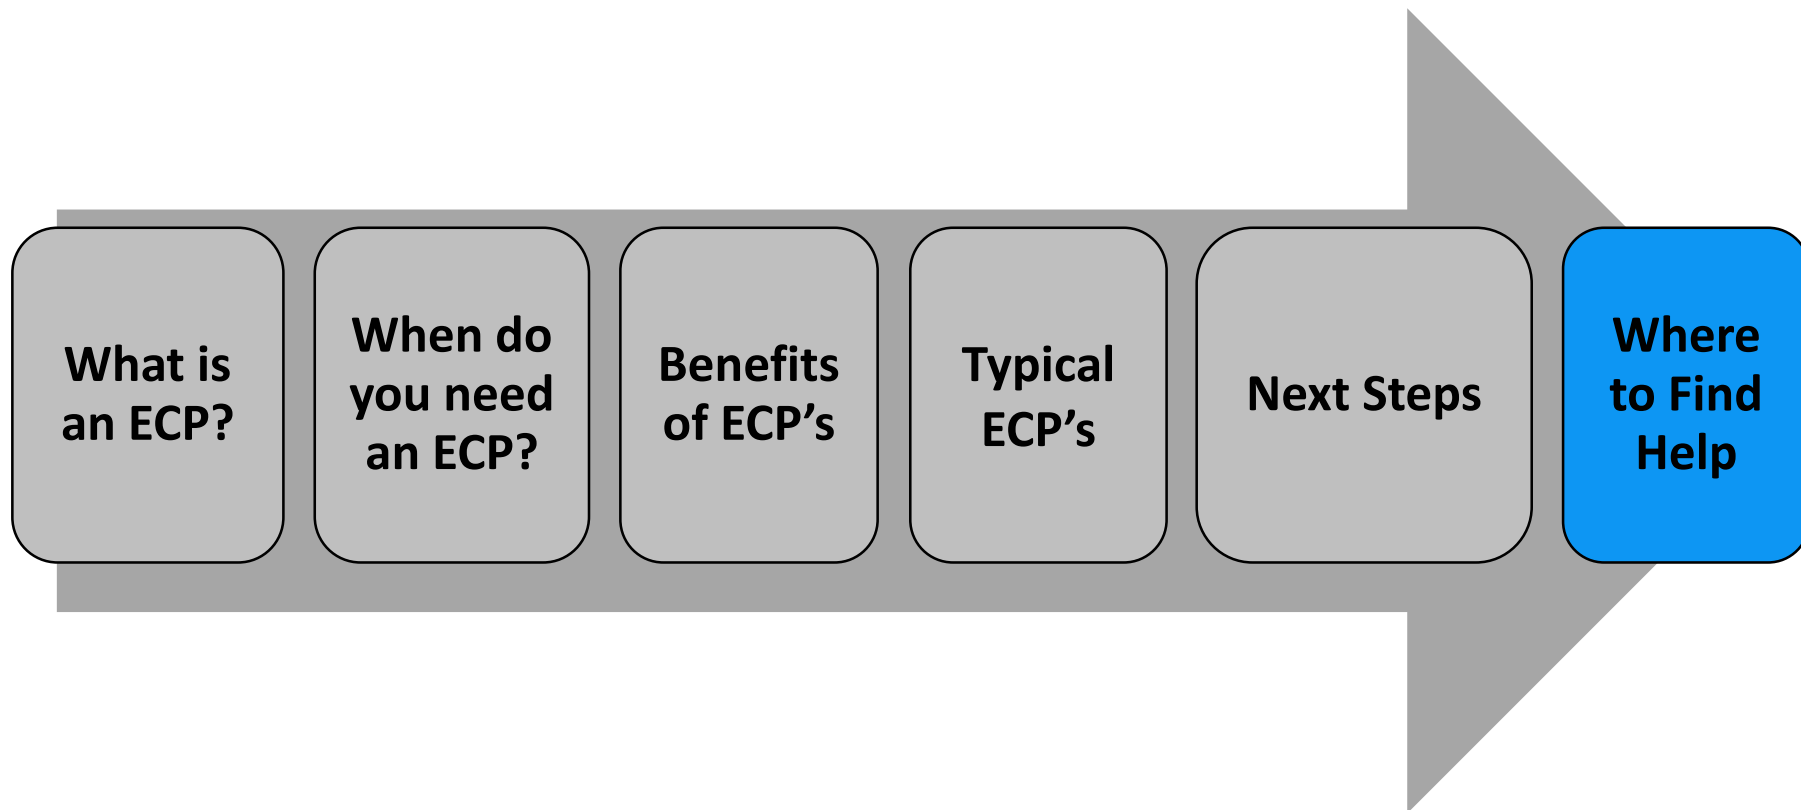 What is
an ECP?
When do
you need
an ECP?
Benefits
of ECP’s
Typical
ECP’s
Next Steps
Where
to Find
Help